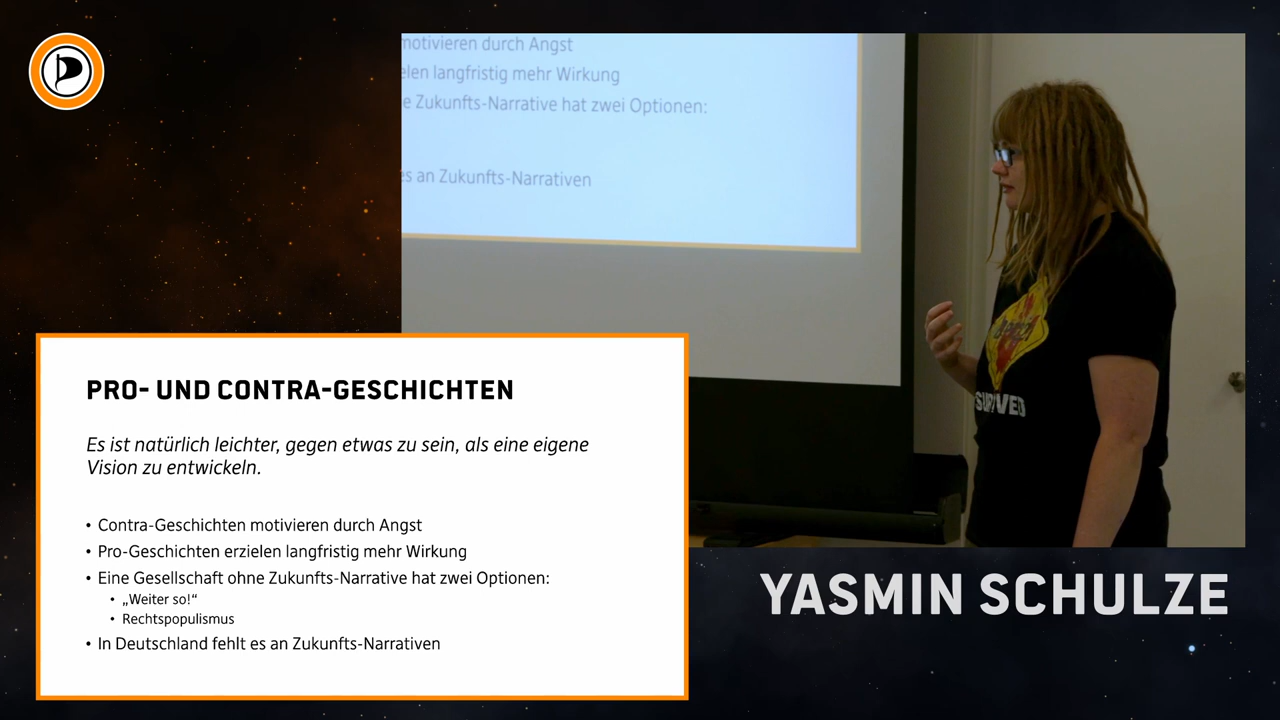 motivieren durch Angst
elen langfristig mehr Wirkung
e Zukunfts-Narrative hat zwei Optionen:
es an Zukunfts-Narrativen
SURVIVED
PRO- UND CONTRA-GESCHICHTEN
Es ist natürlich leichter, gegen etwas zu sein, als eine eigene
Vision zu entwickeln.
• Contra-Geschichten motivieren durch Angst
• Pro-Geschichten erzielen langfristig mehr Wirkung
• Eine Gesellschaft ohne Zukunfts-Narrative hat zwei Optionen:
• „Weiter so!“
• Rechtspopulismus
• In Deutschland fehlt es an Zukunfts-Narrativen
YASMIN SCHULZE